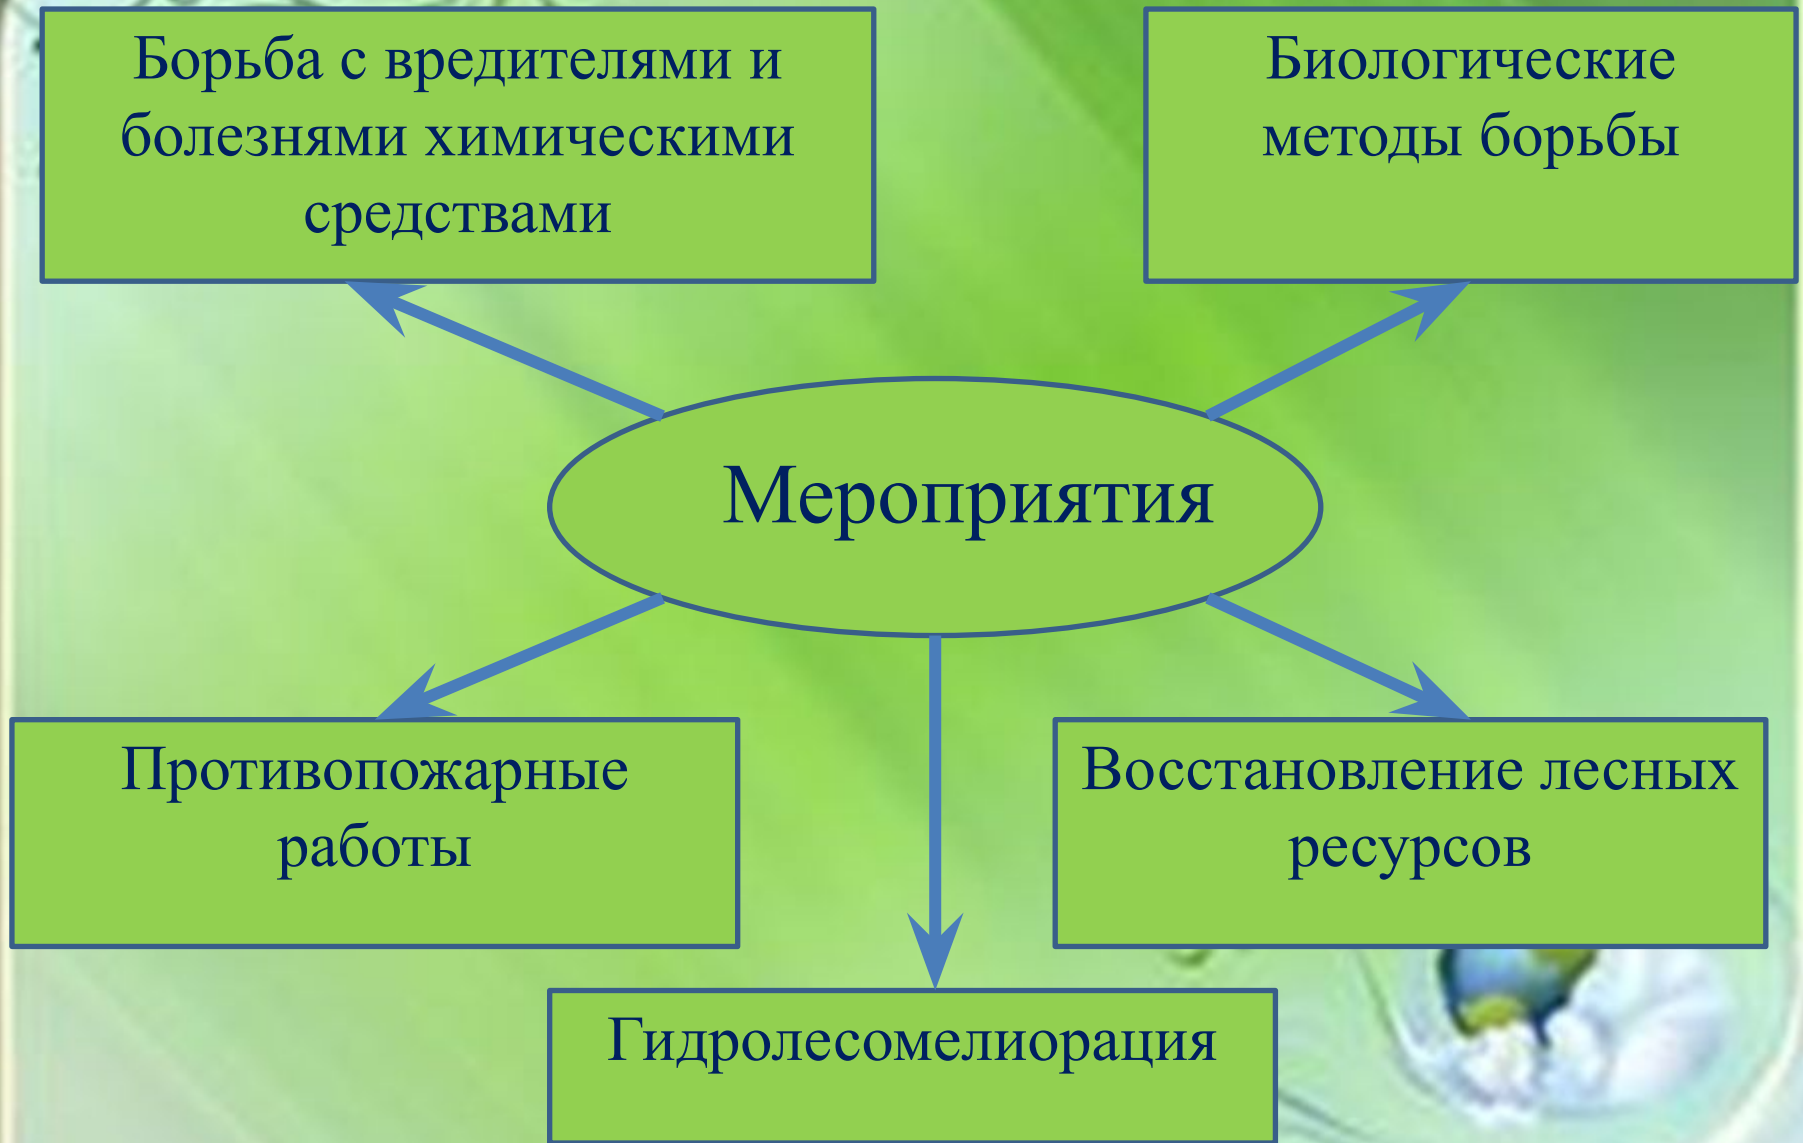 Борьба с вредителями и
болезнями химическими
средствами
Биологические
методы борьбы
Мероприятия
Противопожарные
работы
Восстановление лесных
ресурсов
Гидролесомелиорация